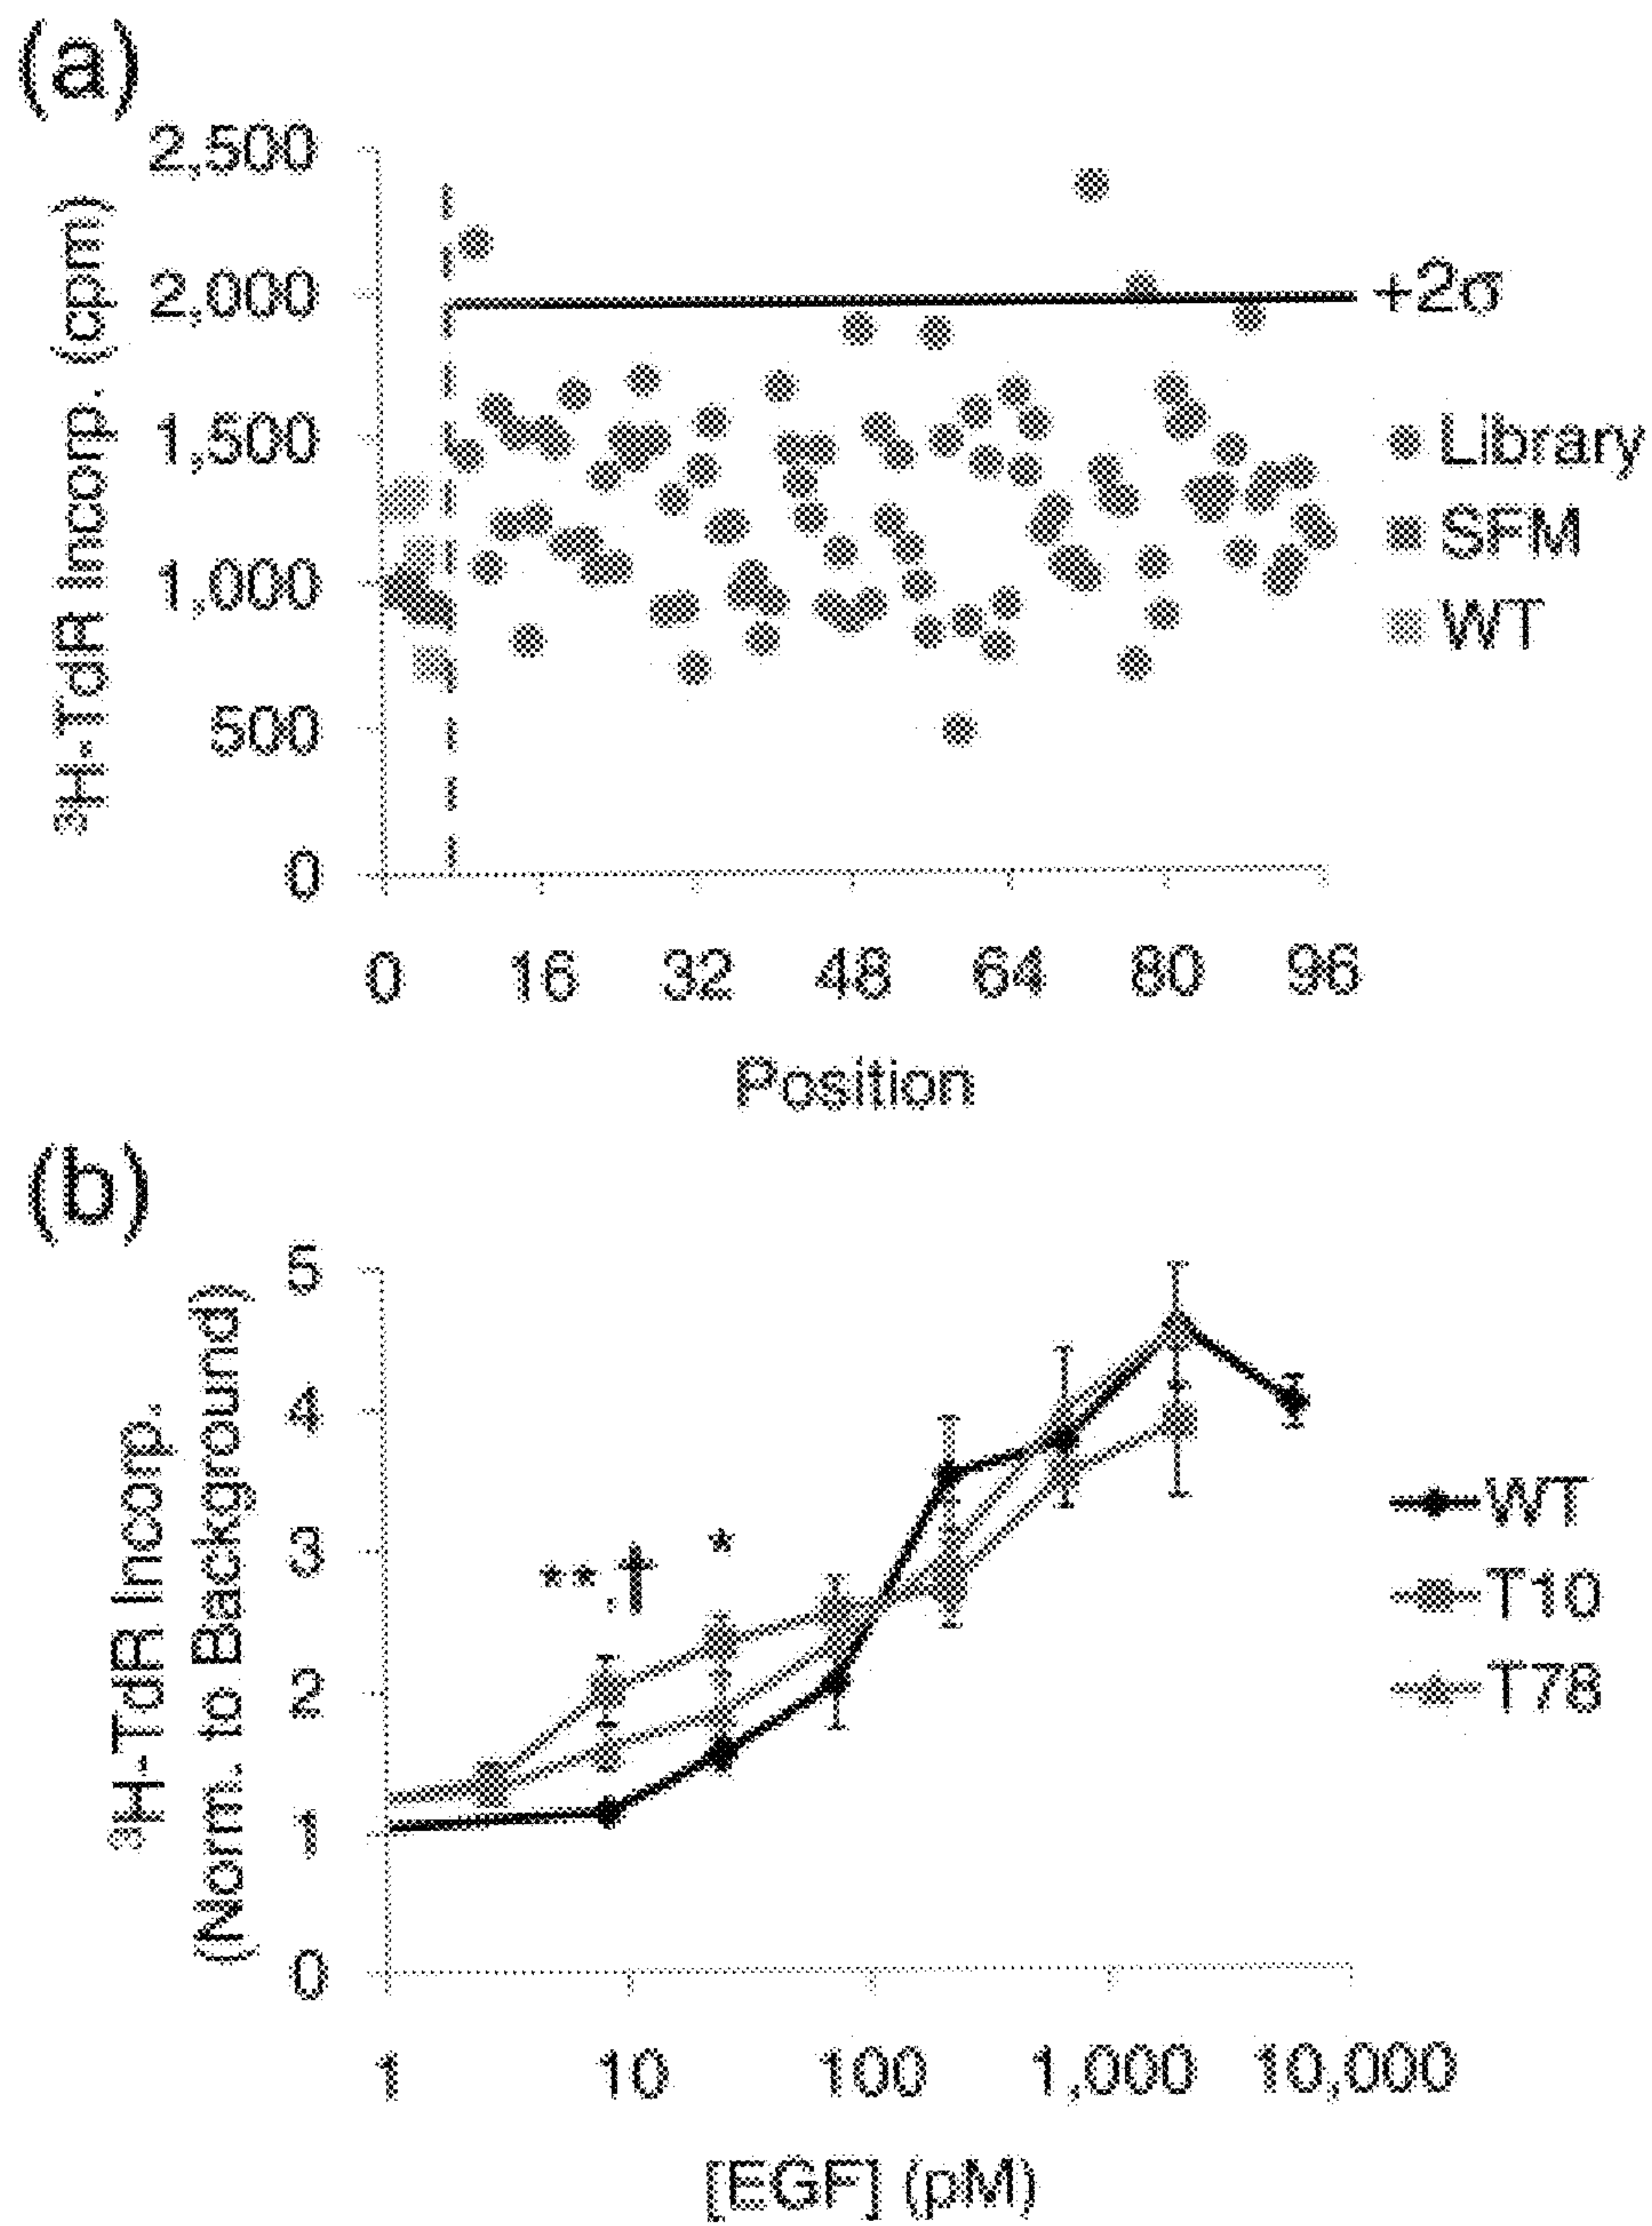 (a)
2,500
2,000
1,500
1,000
500
0
³H-TdR Incorp. (cpm)
+2σ
Library
SFM
WT
0 16 32 48 64 80 96
Position
(b)
5
4
3
2
1
0
³H-TdR Incorp.
(Norm. to Background)
**,†
*
WT
T10
T78
1 10 100 1,000 10,000
[EGF] (pM)